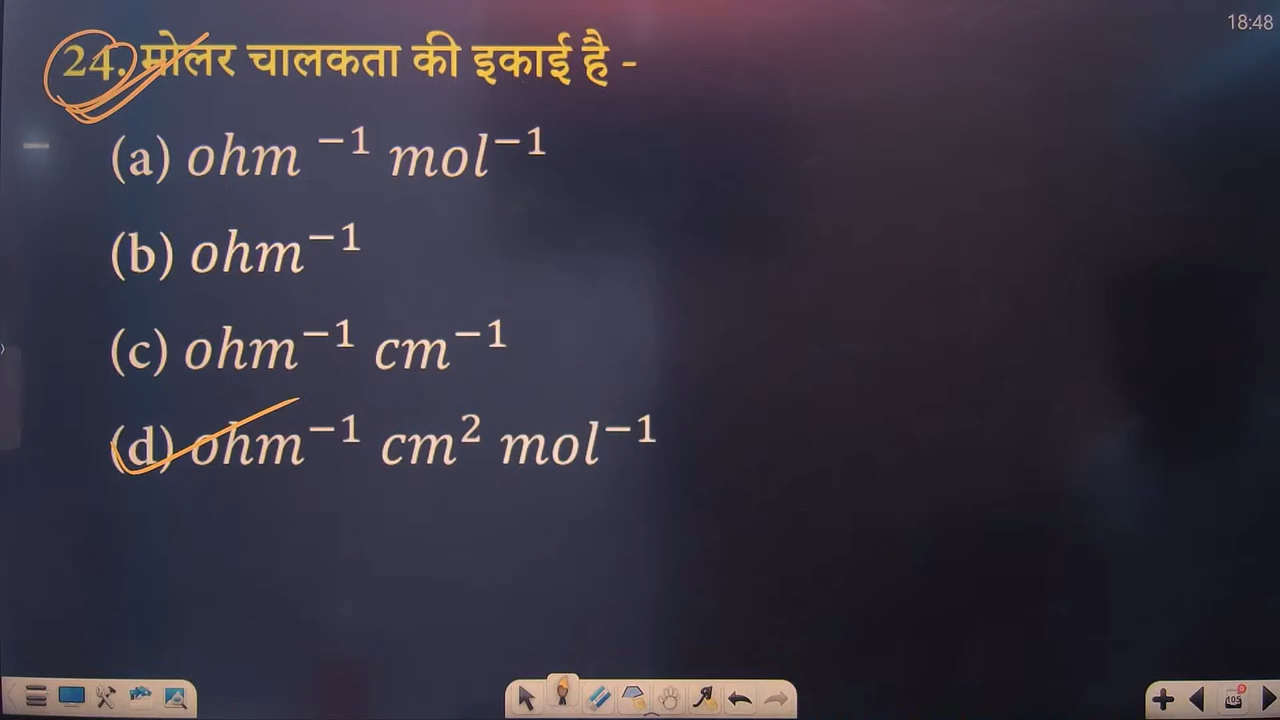 18:48
24. मोलर चालकता की इकाई है -
(a) ohm⁻¹ mol⁻¹
(b) ohm⁻¹
(c) ohm⁻¹ cm⁻¹
(d) ohm⁻¹ cm² mol⁻¹